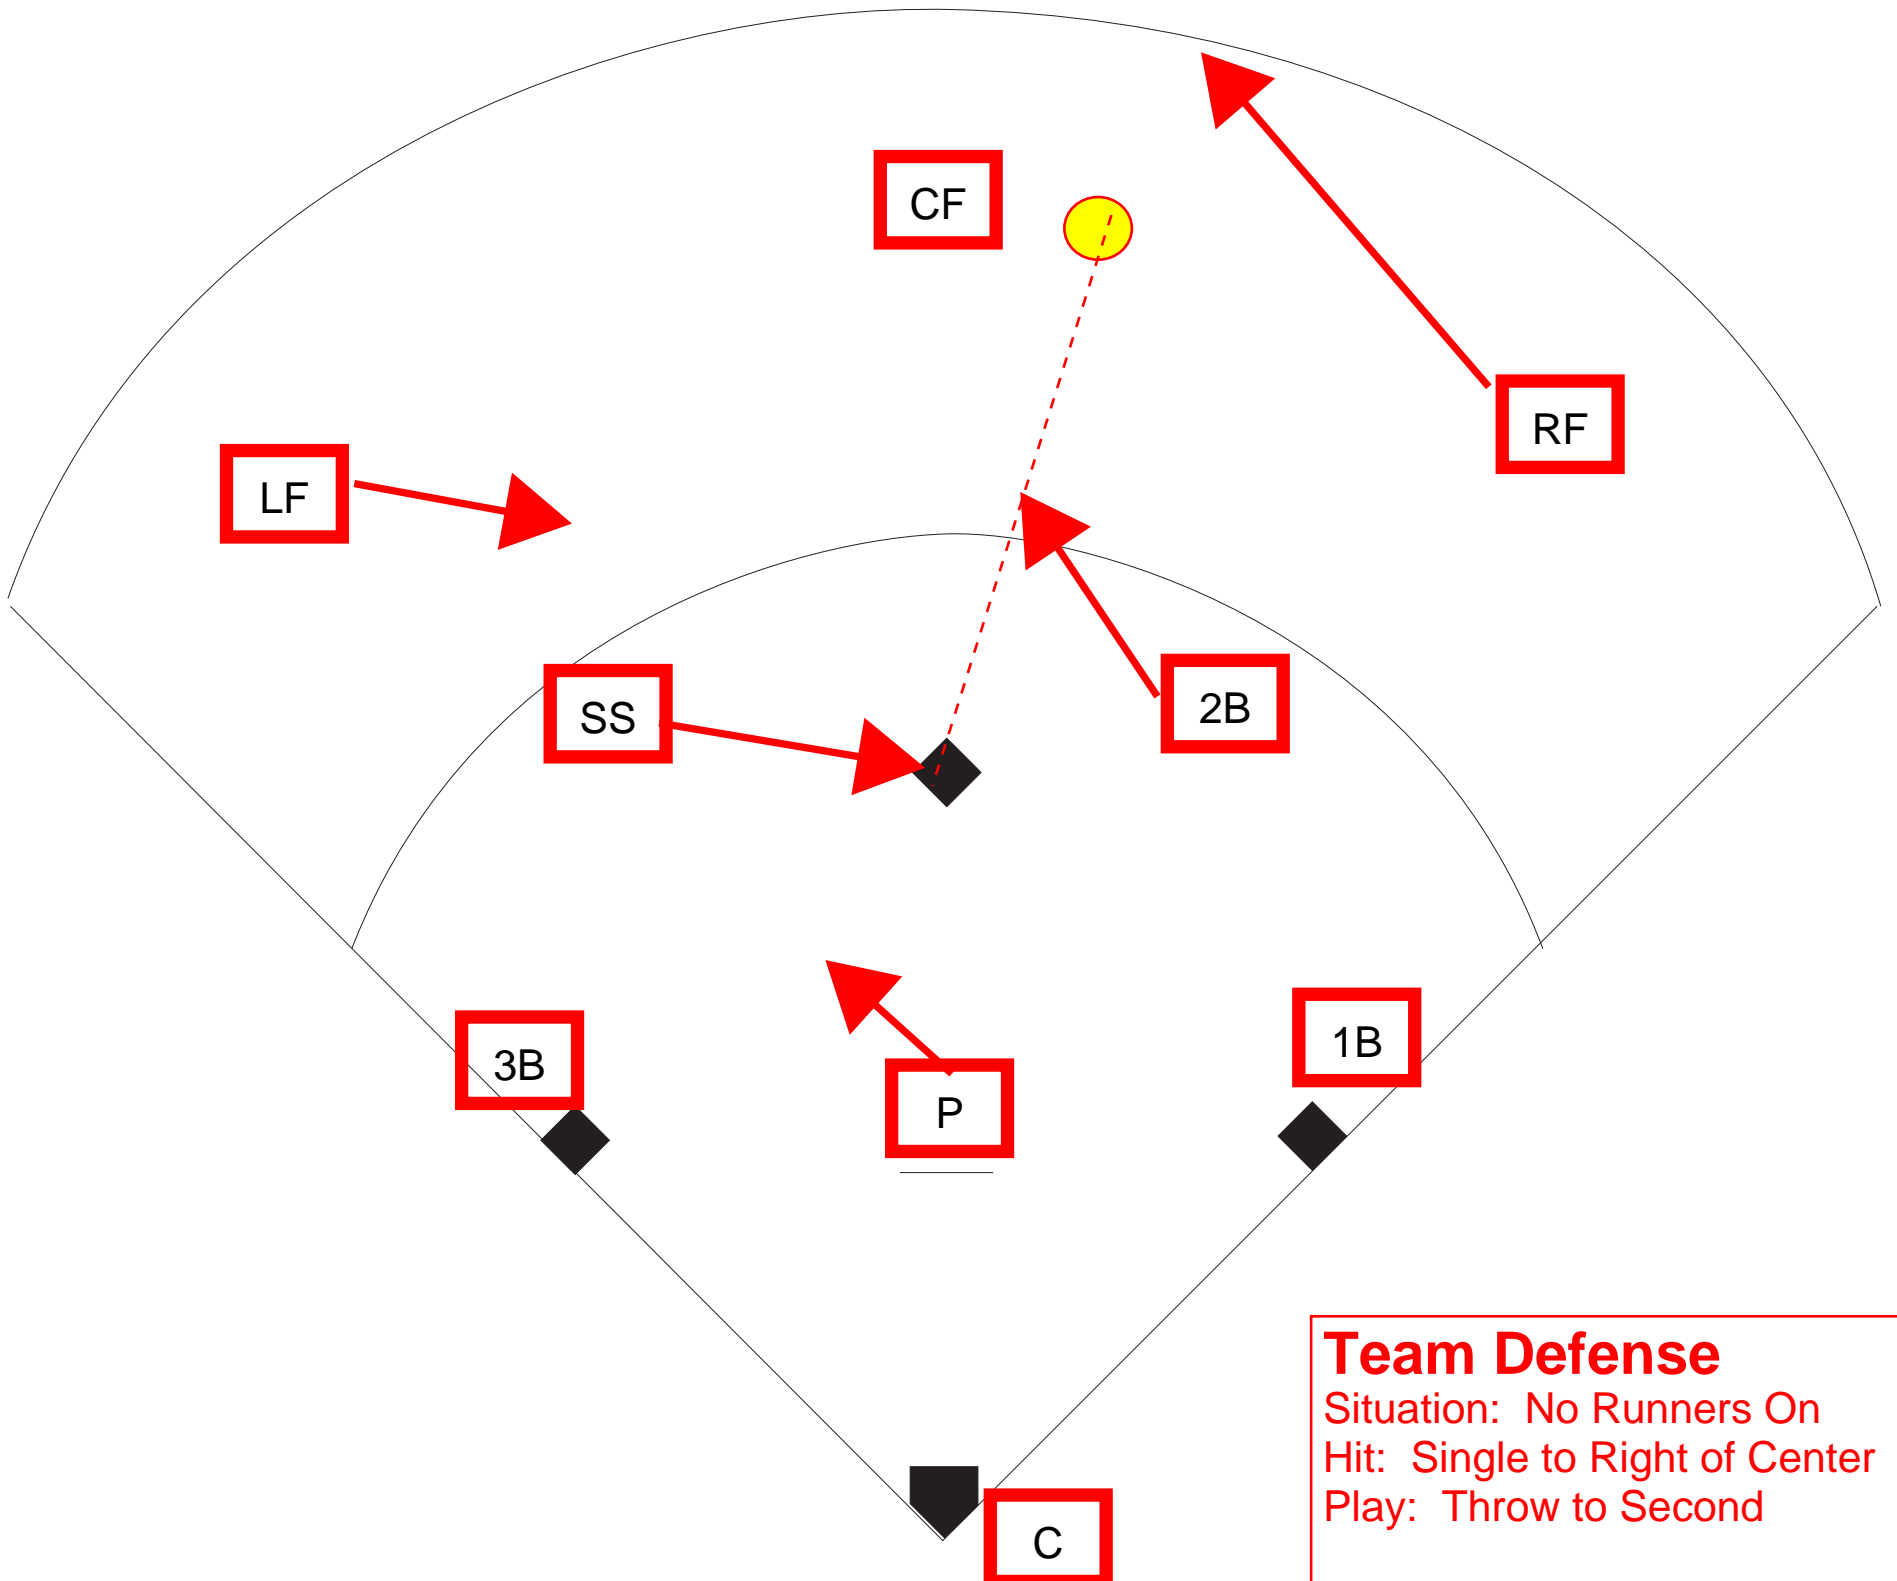 CF
RF
LF
2B
SS
1B
3B
P
Team Defense
Situation:  No Runners On
Hit:  Single to Right of Center
Play:  Throw to Second
C